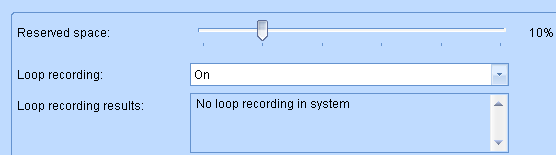 Reserved space: 10%
Loop recording: On
Loop recording results: No loop recording in system